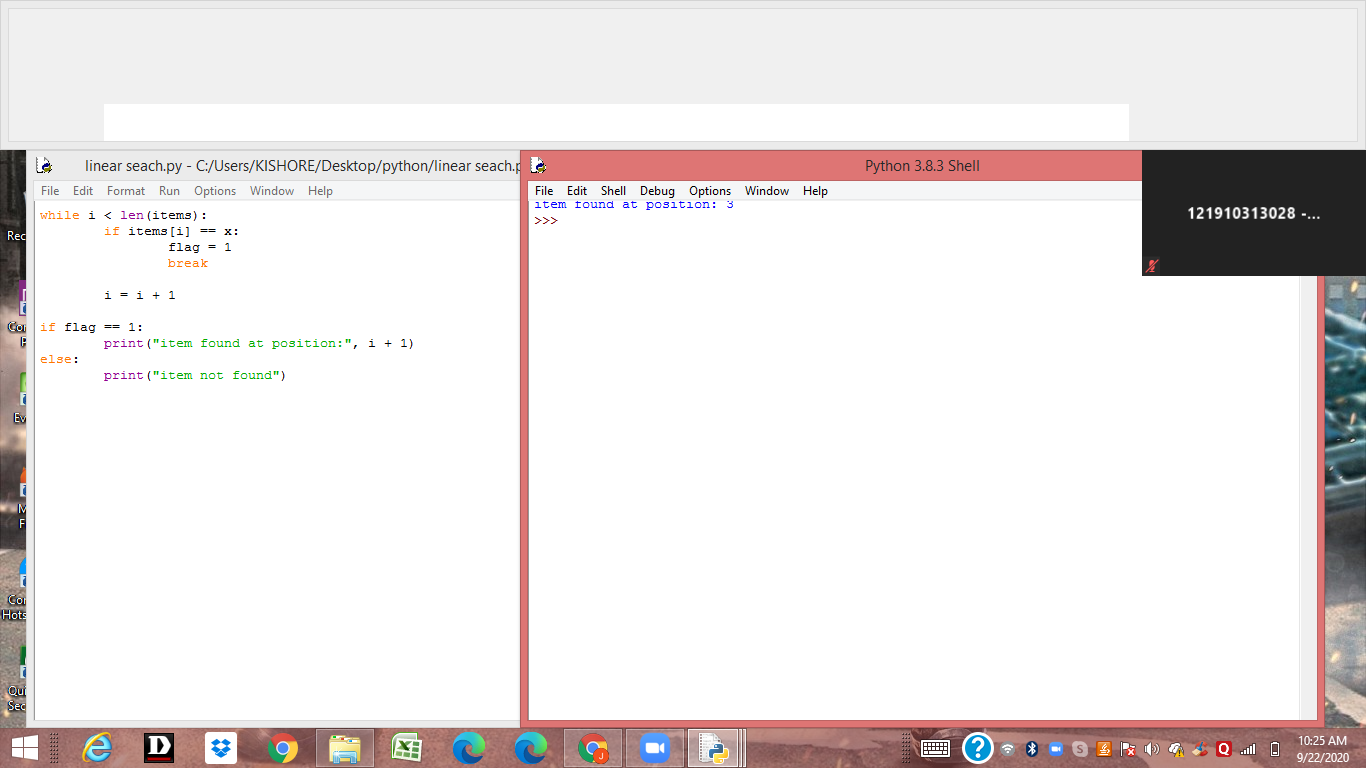 linear seach.py - C:/Users/KISHORE/Desktop/python/linear seach.p
File Edit Format Run Options Window Help
while i < len(items):
if items[i] == x:
flag = 1
break
i = i + 1
if flag == 1:
print("item found at position:", i + 1)
else:
print("item not found")
Python 3.8.3 Shell
File Edit Shell Debug Options Window Help
item found at position: 3
>>>
121910313028 -...
Rec
Co
P
Ev
M
F
Co
Hots
Qui
Sec
10:25 AM
9/22/2020